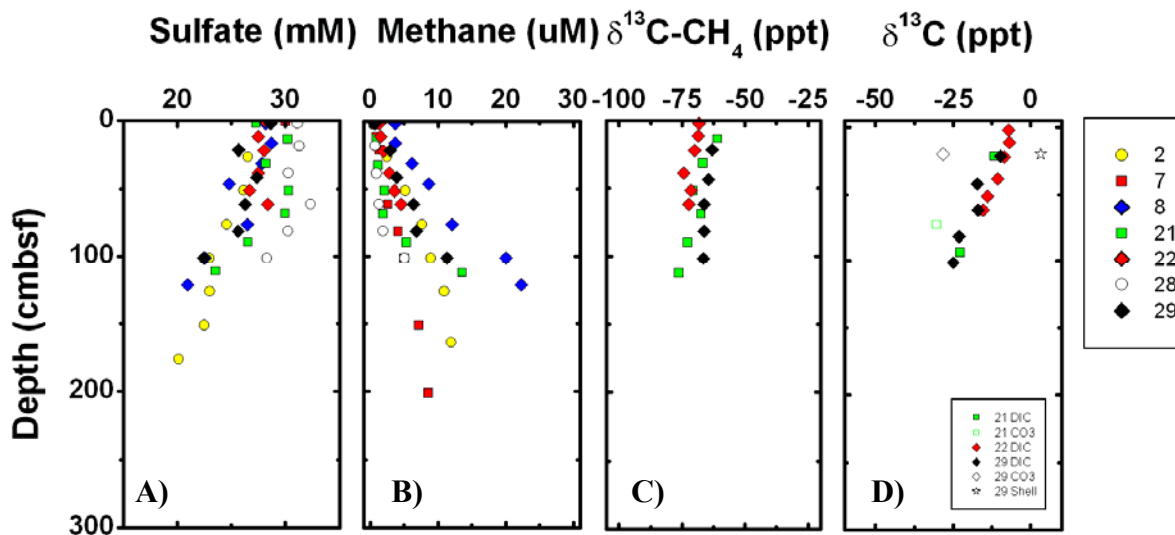 Sulfate (mM) Methane (uM) δ¹³C-CH₄ (ppt) δ¹³C (ppt)
20 30 0 10 20 30 -100 -75 -50 -25 -50 -25 0
0
100
200
300
Depth (cmbsf)
A) B) C) D)
2
7
8
21
22
28
29
21 DIC
21 CO3
22 DIC
29 DIC
29 CO3
29 Shell